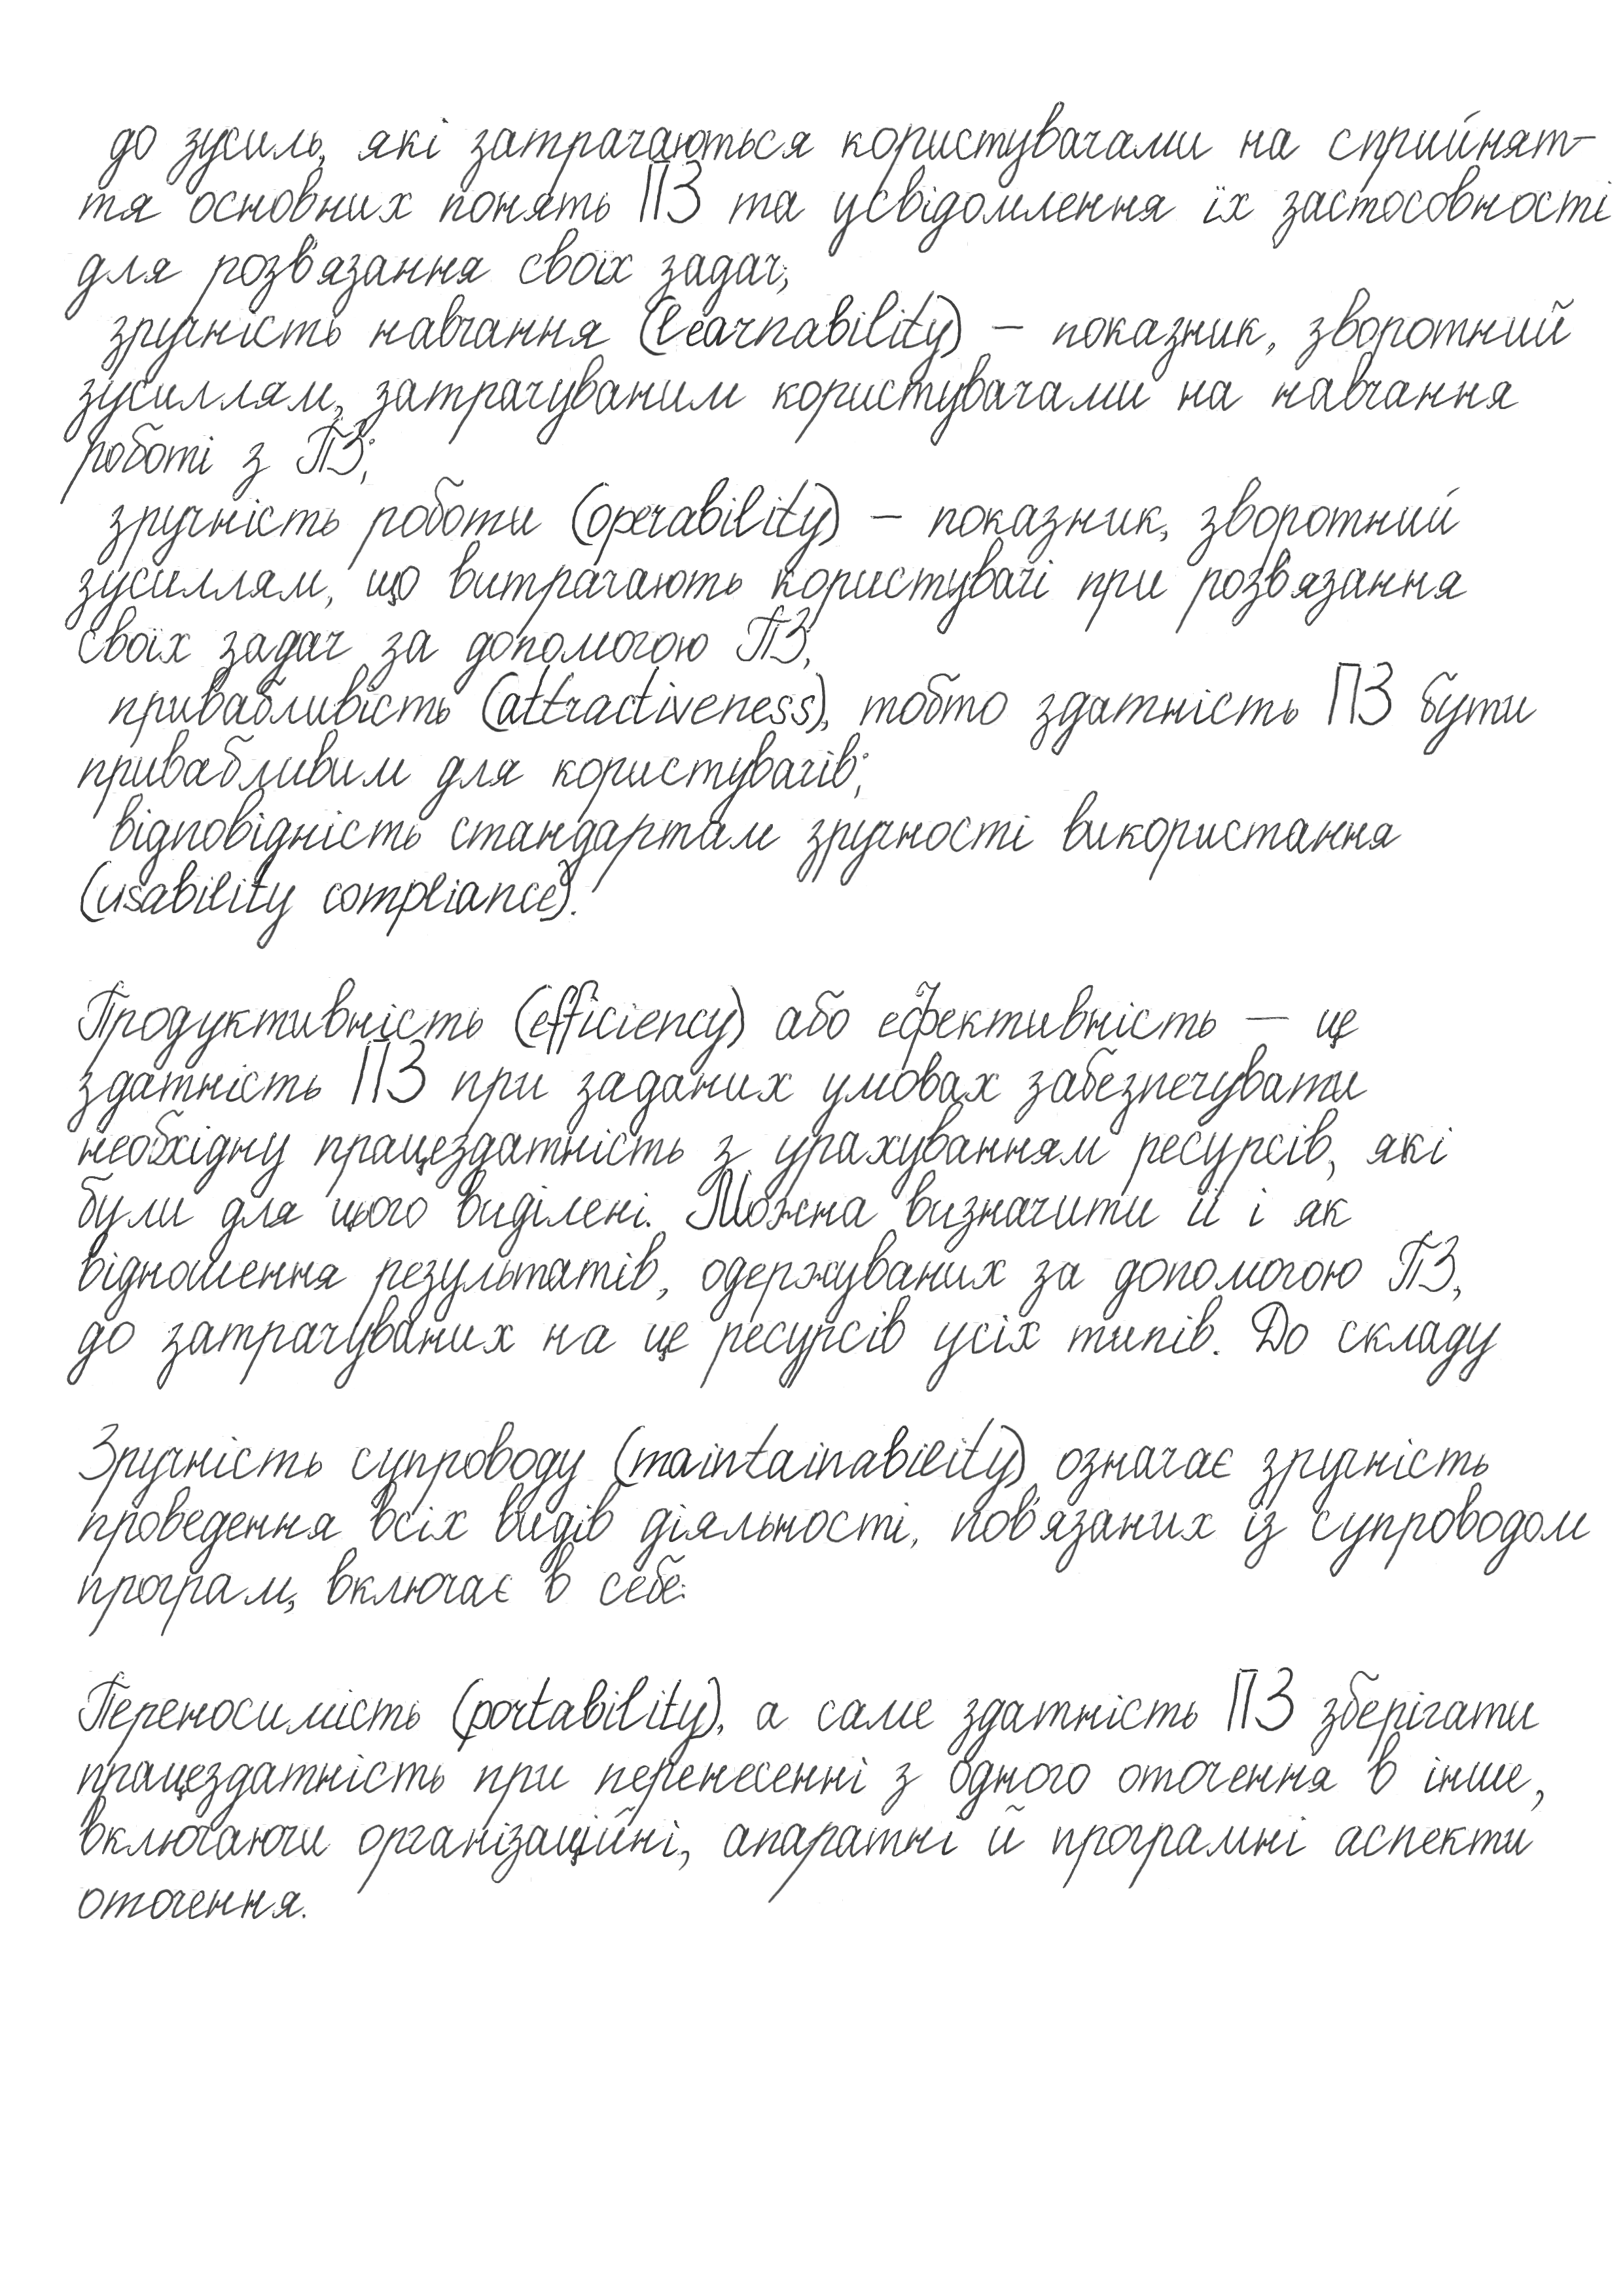 до зусиль, які затрачаються користувачами на сприйнят-
тя основних понять ПЗ та усвідомлення їх застосовності
для розв'язання своїх задач;
зручність навчання (learnability) — показник, зворотний
зусиллям, затрачуваним користувачами на навчання
роботі з ПЗ;
зручність роботи (operability) — показник, зворотний
зусиллям, що витрачають користувачі при розв'язання
своїх задач за допомогою ПЗ;
привабливість (attractiveness), тобто здатність ПЗ бути
привабливим для користувачів;
відповідність стандартам зручності використання
(usability compliance).
Продуктивність (efficiency) або ефективність — це
здатність ПЗ при заданих умовах забезпечувати
необхідну працездатність з урахуванням ресурсів, які
були для цього виділені. Можна визначити її і як
відношення результатів, одержуваних за допомогою ПЗ,
до затрачуваних на це ресурсів усіх типів. До складу
Зручність супроводу (maintainability) означає зручність
проведення всіх видів діяльності, пов'язаних із супроводом
програм, включає в себе:
Переносимість (portability), а саме здатність ПЗ зберігати
працездатність при перенесенні з одного оточення в інше,
включаючи організаційні, апаратні й програмні аспекти
оточення.